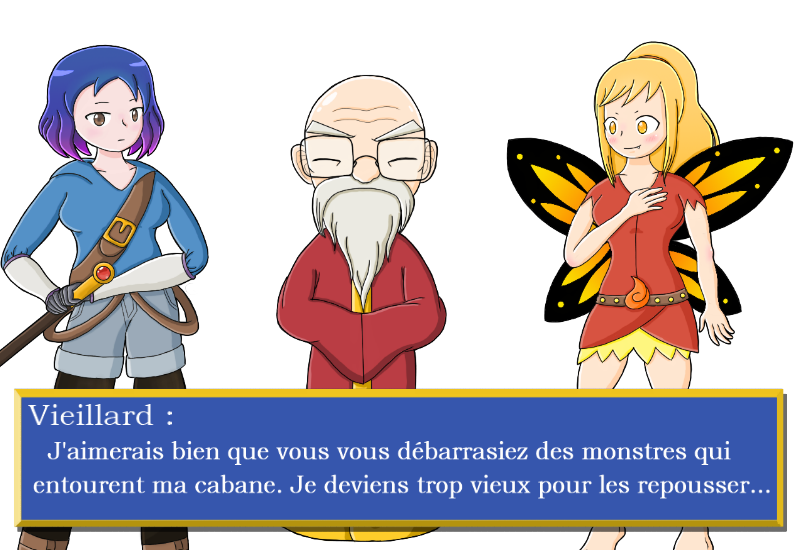 Vieillard :
J'aimerais bien que vous vous débarrasiez des monstres qui
entourent ma cabane. Je deviens trop vieux pour les repousser...